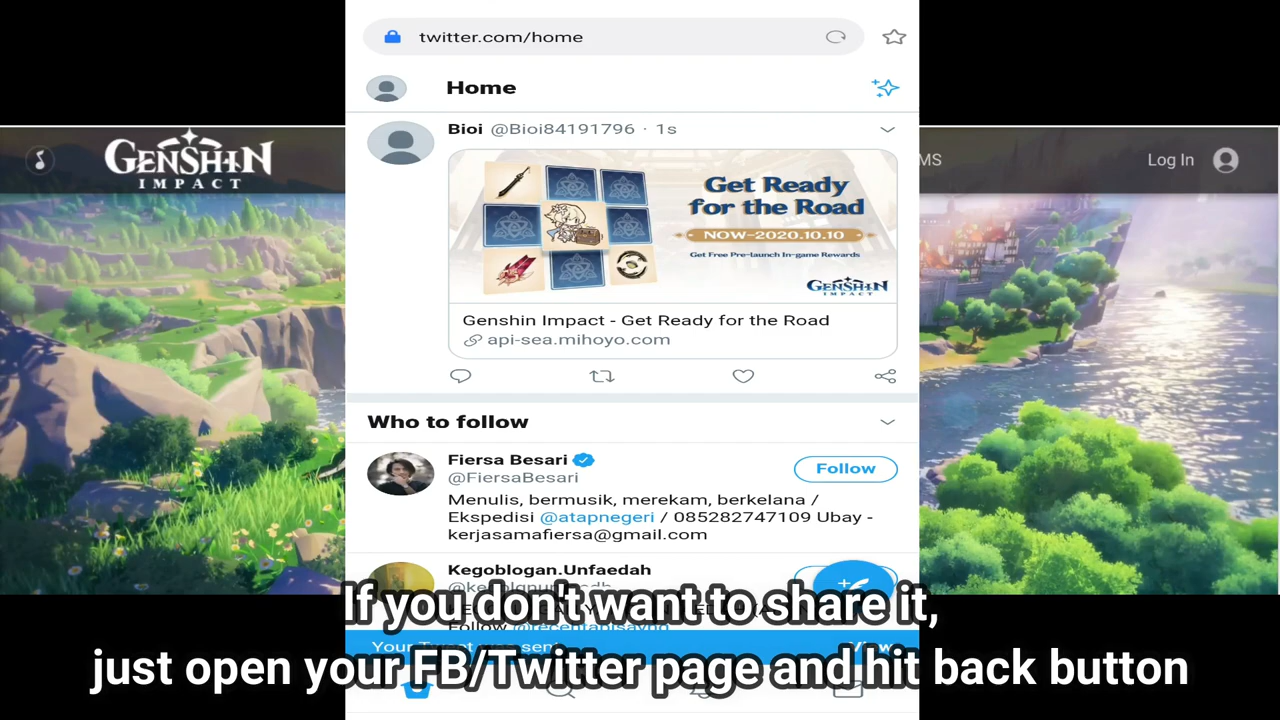 twitter.com/home
Home
GENSHIN
IMPACT
MS
Log In
Bioi @Bioi84191796 · 1s
Get Ready
for the Road
NOW-2020.10.10
Get Free Pre-launch In-game Rewards
GENSHIN
IMPACT
Genshin Impact - Get Ready for the Road
api-sea.mihoyo.com
Who to follow
Fiersa Besari
@FiersaBesari
Follow
Menulis, bermusik, merekam, berkelana /
Ekspedisi @atapnegeri / 085282747109 Ubay -
kerjasamafiersa@gmail.com
Kegoblogan.Unfaedah
Follow
If you don't want to share it,
just open your FB/Twitter page and hit back button